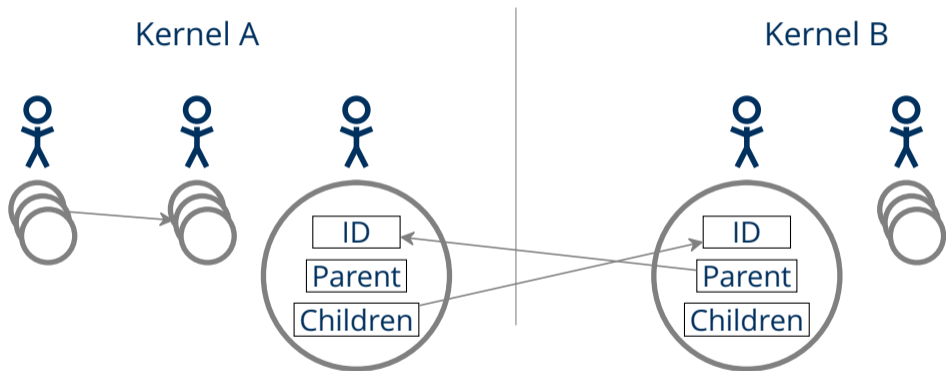 Kernel A
Kernel B
ID
Parent
Children
ID
Parent
Children